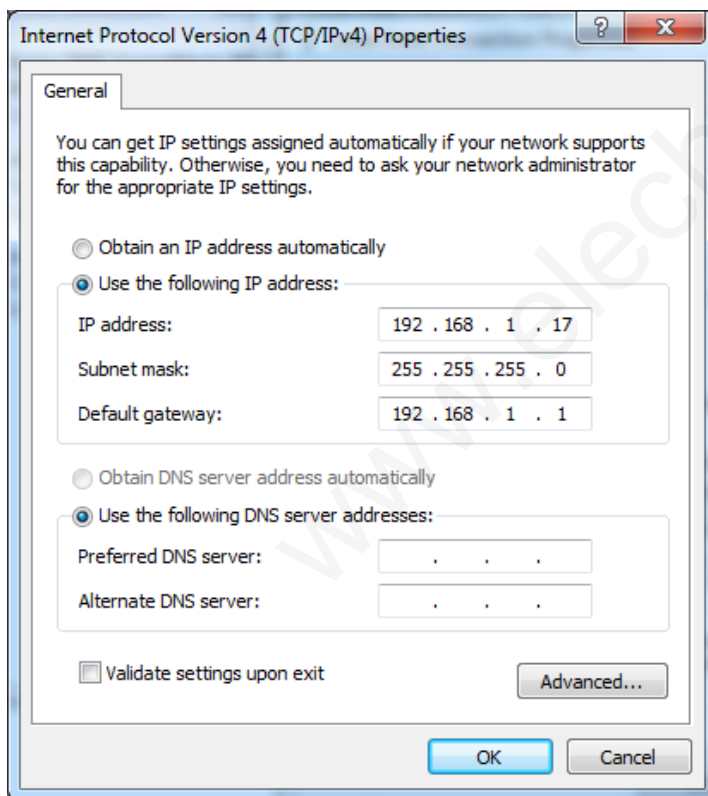 Internet Protocol Version 4 (TCP/IPv4) Properties
General
You can get IP settings assigned automatically if your network supports
this capability. Otherwise, you need to ask your network administrator
for the appropriate IP settings.
Obtain an IP address automatically
Use the following IP address:
IP address: 192 . 168 . 1 . 17
Subnet mask: 255 . 255 . 255 . 0
Default gateway: 192 . 168 . 1 . 1
Obtain DNS server address automatically
Use the following DNS server addresses:
Preferred DNS server: . . .
Alternate DNS server: . . .
Validate settings upon exit
Advanced...
OK Cancel